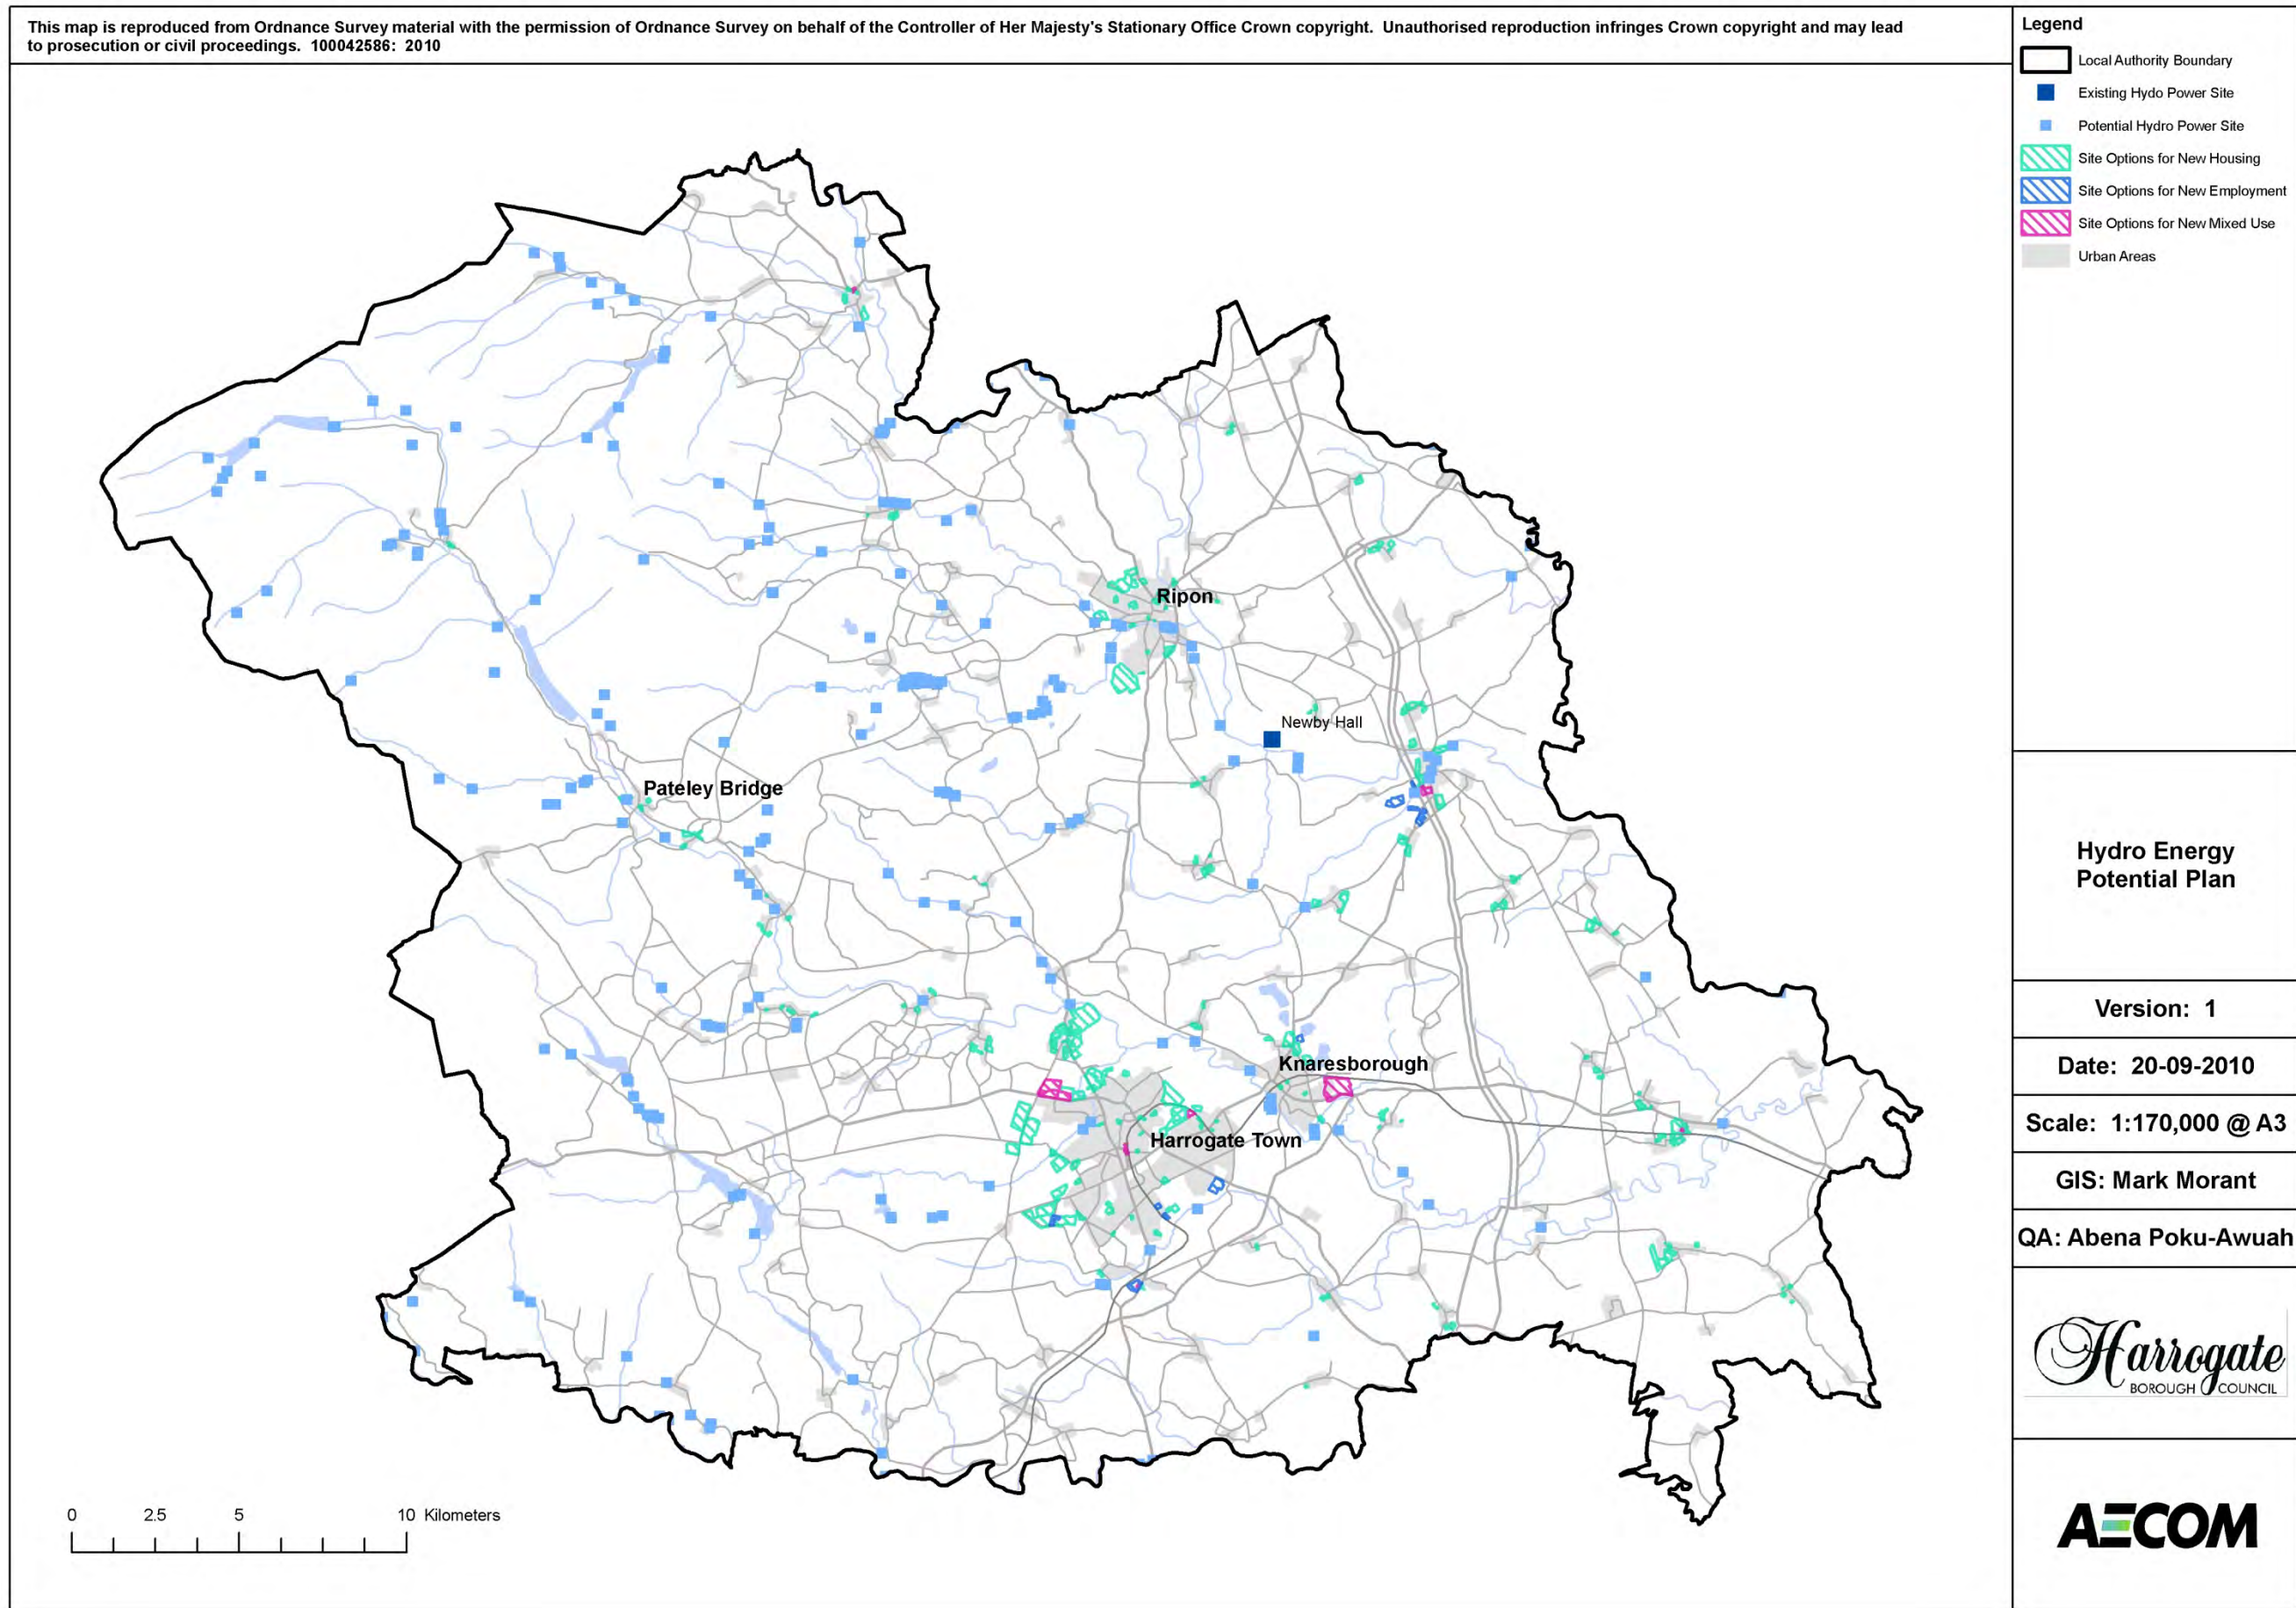 This map is reproduced from Ordnance Survey material with the permission of Ordnance Survey on behalf of the Controller of Her Majesty's Stationary Office Crown copyright. Unauthorised reproduction infringes Crown copyright and may lead
to prosecution or civil proceedings. 100042586: 2010
Legend
Local Authority Boundary
Existing Hydo Power Site
Potential Hydro Power Site
Site Options for New Housing
Site Options for New Employment
Site Options for New Mixed Use
Urban Areas
Ripon
Newby Hall
Pateley Bridge
Knaresborough
Harrogate Town
0 2.5 5 10 Kilometers
Hydro Energy
Potential Plan
Version: 1
Date: 20-09-2010
Scale: 1:170,000 @ A3
GIS: Mark Morant
QA: Abena Poku-Awuah
Harrogate
BOROUGH COUNCIL
AECOM